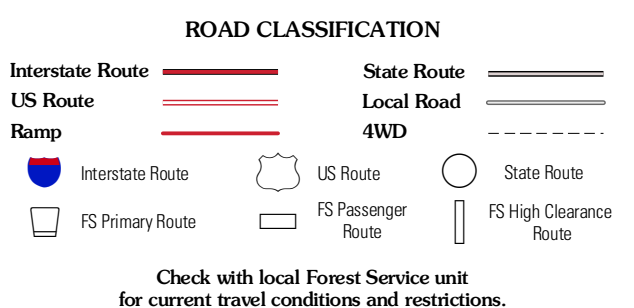 ROAD CLASSIFICATION
Interstate Route
State Route
US Route
Local Road
Ramp
4WD
Interstate Route
US Route
State Route
FS Primary Route
FS Passenger
Route
FS High Clearance
Route
Check with local Forest Service unit
for current travel conditions and restrictions.